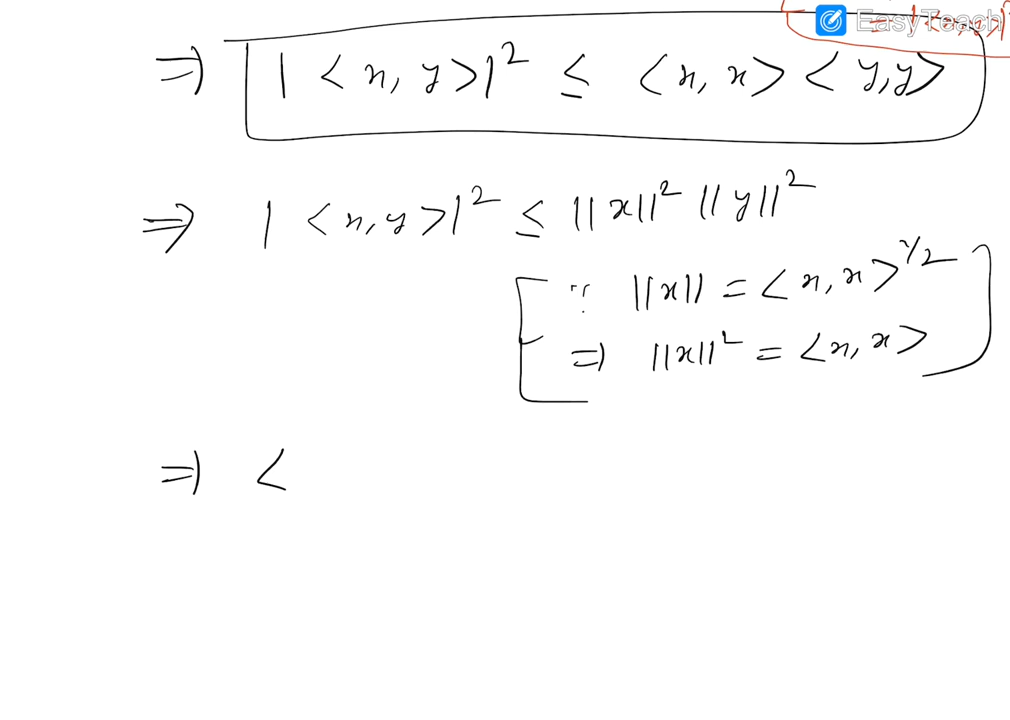 EasyTeach
⇒ | < x, y >|² ≤ < x, x > < y, y >
⇒ | < x, y >|² ≤ ||x||² ||y||²
∵ ||x|| = < x, x >^1/2
⇒ ||x||² = < x, x >
⇒ <